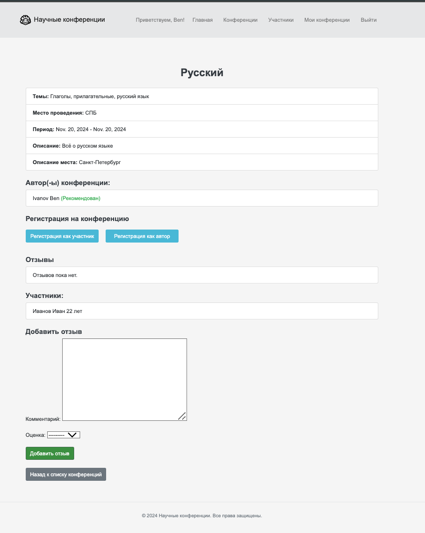 Научные конференции
Приветствуем, Ben! Главная Конференции Участники Мои конференции Выйти
Русский
Темы: Глаголы, прилагательные, русский язык
Место проведения: СПБ
Период: Nov. 20, 2024 - Nov. 20, 2024
Описание: Всё о русском языке
Описание места: Санкт-Петербург
Автор(-ы) конференции:
Ivanov Ben (Рекомендован)
Регистрация на конференцию
Регистрация как участник Регистрация как автор
Отзывы
Отзывов пока нет.
Участники:
Иванов Иван 22 лет
Добавить отзыв
Комментарий:
Оценка: ---------
Добавить отзыв
Назад к списку конференций
© 2024 Научные конференции. Все права защищены.